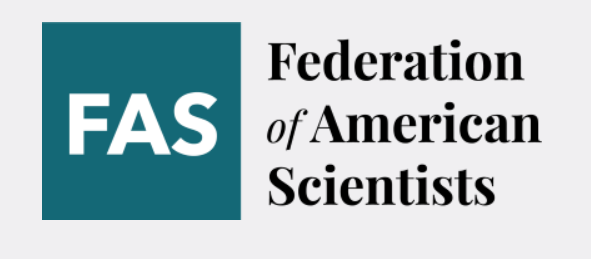 FAS
Federation
of American
Scientists